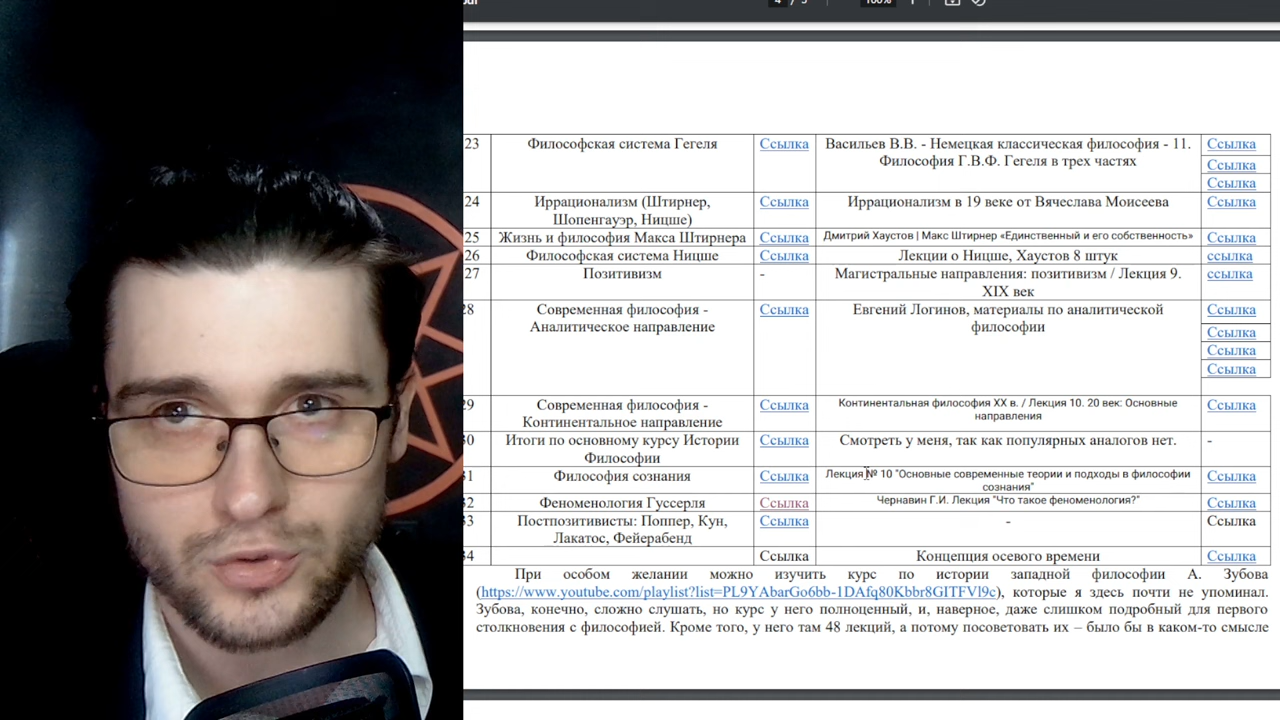 4 / 5 100%
23 Философская система Гегеля Ссылка Васильев В.В. - Немецкая классическая философия - 11. Ссылка
Философия Г.В.Ф. Гегеля в трех частях Ссылка
Ссылка
24 Иррационализм (Штирнер, Ссылка Иррационализм в 19 веке от Вячеслава Моисеева Ссылка
Шопенгауэр, Ницше)
25 Жизнь и философия Макса Штирнера Ссылка Дмитрий Хаустов | Макс Штирнер «Единственный и его собственность» Ссылка
26 Философская система Ницше Ссылка Лекции о Ницше, Хаустов 8 штук ссылка
27 Позитивизм - Магистральные направления: позитивизм / Лекция 9. ссылка
XIX век
28 Современная философия - Ссылка Евгений Логинов, материалы по аналитической Ссылка
Аналитическое направление философии Ссылка
Ссылка
Ссылка
29 Современная философия - Ссылка Континентальная философия XX в. / Лекция 10. 20 век: Основные Ссылка
Континентальное направление направления
30 Итоги по основному курсу Истории Ссылка Смотреть у меня, так как популярных аналогов нет. -
Философии
31 Философия сознания Ссылка Лекция № 10 "Основные современные теории и подходы в философии Ссылка
сознания"
32 Феноменология Гуссерля Ссылка Чернавин Г.И. Лекция "Что такое феноменология?" Ссылка
33 Постпозитивисты: Поппер, Кун, Ссылка - Ссылка
Лакатос, Фейерабенд
34 Ссылка Концепция осевого времени Ссылка
При особом желании можно изучить курс по истории западной философии А. Зубова
(https://www.youtube.com/playlist?list=PL9YAbarGo6bb-1DAfq80Kbbr8GITFVl9c), которые я здесь почти не упоминал.
Зубова, конечно, сложно слушать, но курс у него полноценный, и, наверное, даже слишком подробный для первого
столкновения с философией. Кроме того, у него там 48 лекций, а потому посоветовать их – было бы в каком-то смысле